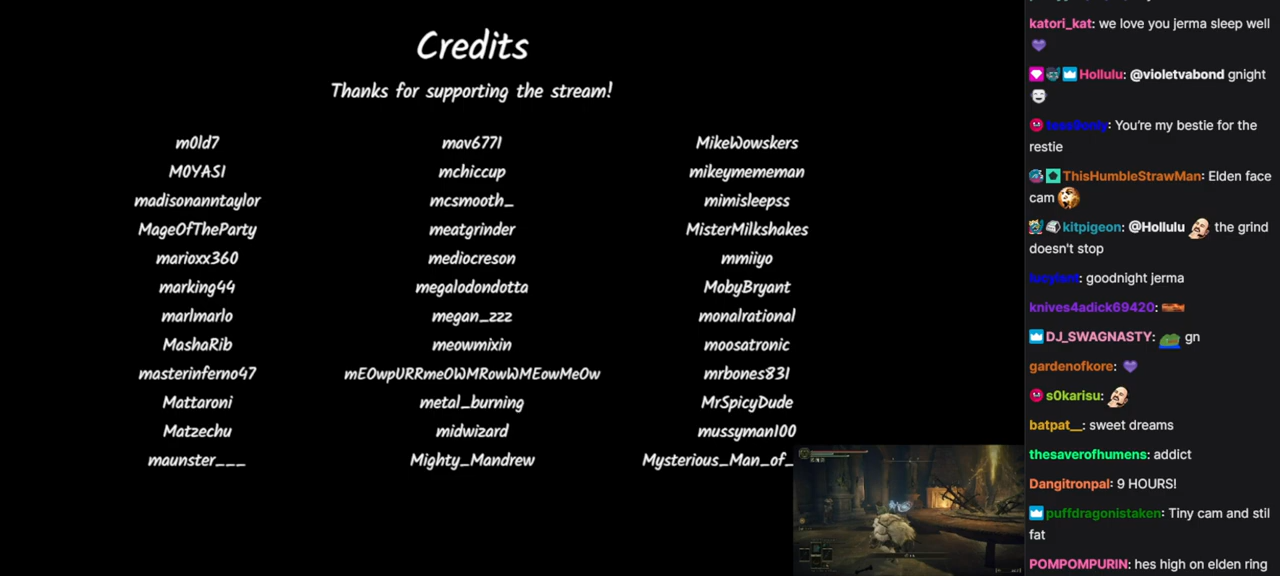 Credits
Thanks for supporting the stream!
m0ld7
M0YASI
madisonanntaylor
MageOfTheParty
marioxx360
marking44
marlmarlo
MashaRib
masterinferno47
Mattaroni
Matzechu
maunster___
mav6771
mchiccup
mcsmooth_
meatgrinder
mediocreson
megalodondotta
megan_zzz
meowmixin
mEOwpURRmeOWMRowWMEowMeOw
metal_burning
midwizard
Mighty_Mandrew
MikeWowskers
mikeymememan
mimisleepss
MisterMilkshakes
mmiiyo
MobyBryant
monalrational
moosatronic
mrbones831
MrSpicyDude
mussyman100
Mysterious_Man_of_
katori_kat: we love you jerma sleep well
Hollulu: @violetvabond gnight
: You're my bestie for the
restie
ThisHumbleStrawMan: Elden face
cam
kitpigeon: @Hollulu the grind
doesn't stop
: goodnight jerma
knives4adick69420:
DJ_SWAGNASTY: gn
gardenofkore:
s0karisu:
batpat__: sweet dreams
thesaverofhumens: addict
Dangitronpal: 9 HOURS!
puffdragonistaken: Tiny cam and stil
fat
POMPOMPURIN: hes high on elden ring